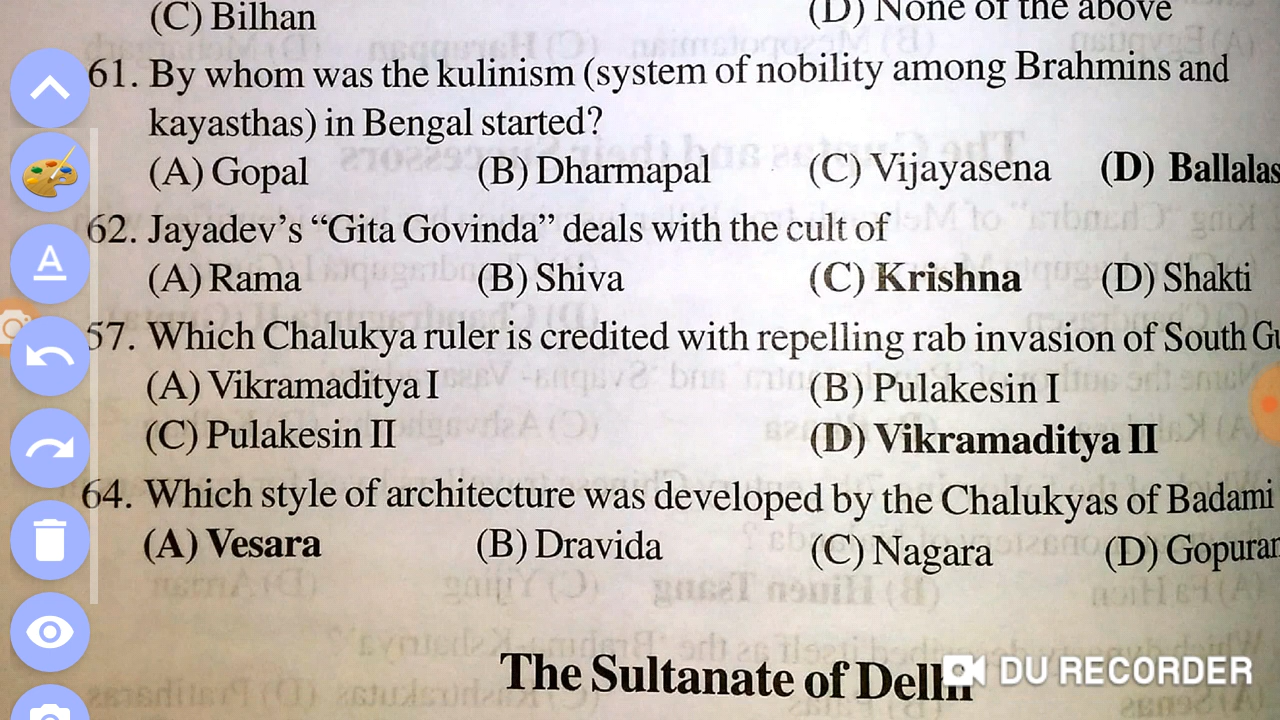 (C) Bilhan (D) None of the above
61. By whom was the kulinism (system of nobility among Brahmins and
kayasthas) in Bengal started?
(A) Gopal (B) Dharmapal (C) Vijayasena (D) Ballalas
62. Jayadev's “Gita Govinda” deals with the cult of
(A) Rama (B) Shiva (C) Krishna (D) Shakti
57. Which Chalukya ruler is credited with repelling rab invasion of South Gu
(A) Vikramaditya I (B) Pulakesin I
(C) Pulakesin II (D) Vikramaditya II
64. Which style of architecture was developed by the Chalukyas of Badami
(A) Vesara (B) Dravida (C) Nagara (D) Gopuram
The Sultanate of Delhi
DU RECORDER